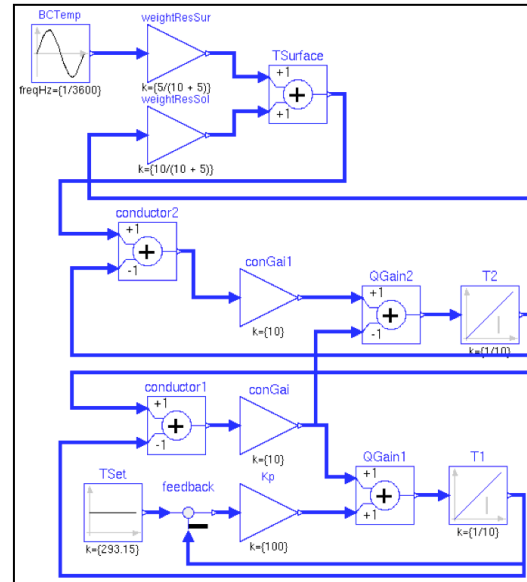 BCTemp
weightResSur
freqHz={1/3600}
k={5/(10 + 5)}
weightResSol
k={10/(10 + 5)}
TSurface
+1
+
+1
conductor2
+1
+
-1
conGai1
k={10}
QGain2
+1
+
-1
T2
k={1/10}
conductor1
+1
+
-1
conGai
k={10}
TSet
k={293.15}
feedback
Kp
k={100}
QGain1
+1
+
+1
T1
k={1/10}